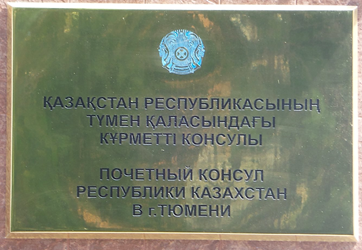 ҚАЗАҚСТАН РЕСПУБЛИКАСЫНЫҢ
ТҮМЕН ҚАЛАСЫНДАҒЫ
ҚҰРМЕТТІ КОНСУЛЫ
ПОЧЕТНЫЙ КОНСУЛ
РЕСПУБЛИКИ КАЗАХСТАН
В г.ТЮМЕНИ